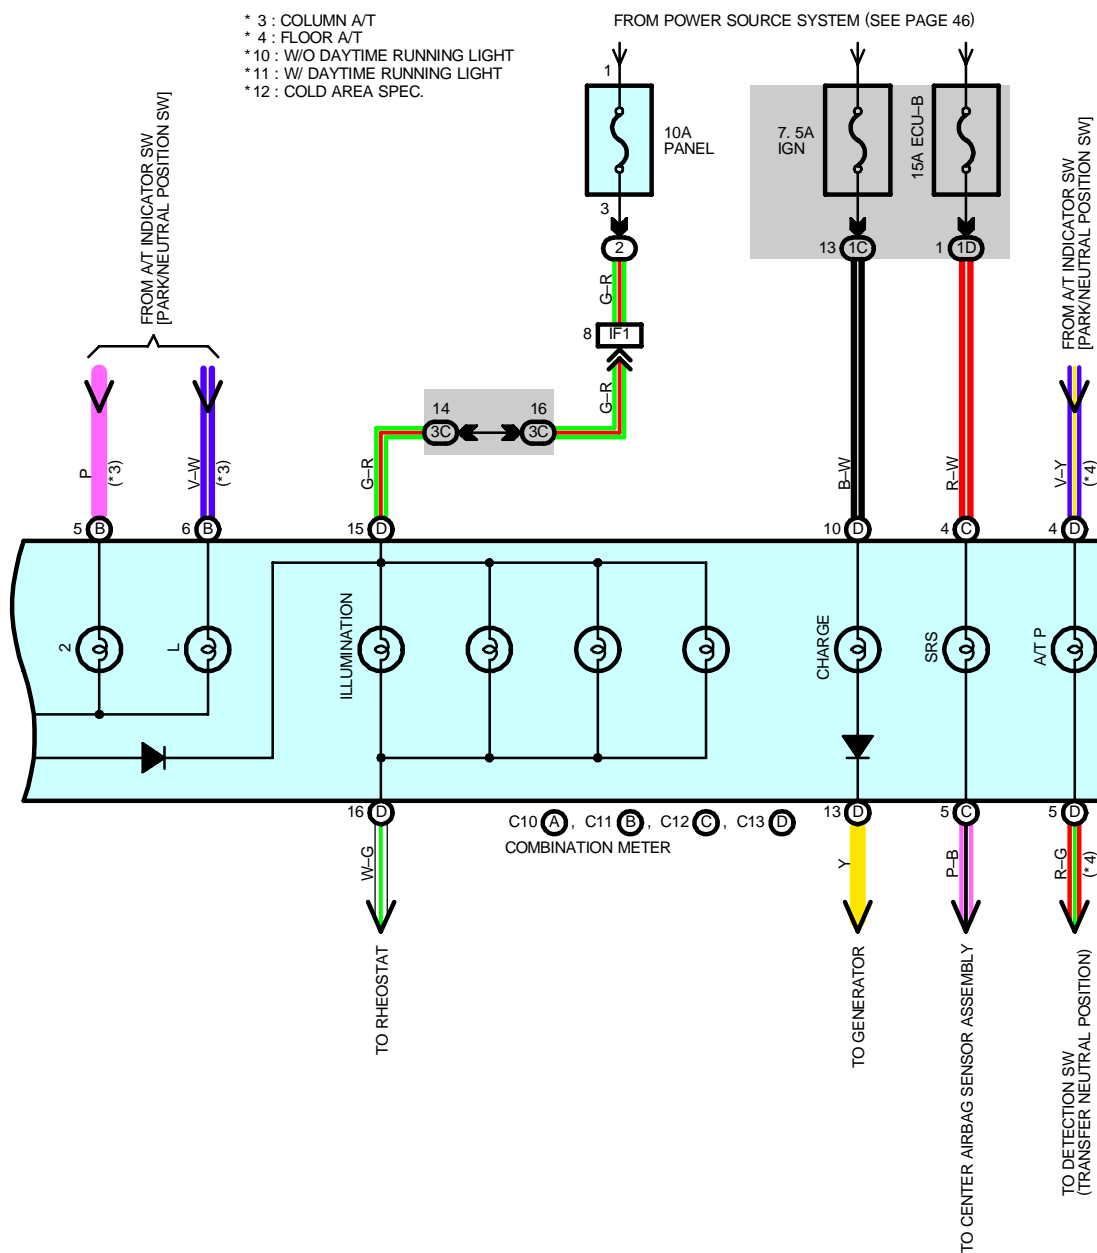 * 3 : COLUMN A/T
* 4 : FLOOR A/T
*10 : W/O DAYTIME RUNNING LIGHT
*11 : W/ DAYTIME RUNNING LIGHT
*12 : COLD AREA SPEC.
FROM POWER SOURCE SYSTEM (SEE PAGE 46)
1
10A
PANEL
3
2
7. 5A
IGN
13 1C
15A ECU–B
1 1D
FROM A/T INDICATOR SW
[PARK/NEUTRAL POSITION SW]
FROM A/T INDICATOR SW
[PARK/NEUTRAL POSITION SW]
G–R
8 IF1
G–R
14
3C
16
3C
P
(*3)
V–W
(*3)
G–R
B–W
R–W
V–Y
(*4)
5 B
6 B
15 D
10 D
4 C
4 D
2
L
ILLUMINATION
CHARGE
SRS
A/T P
16 D
13 D
5 C
5 D
C10 A , C11 B , C12 C , C13 D
COMBINATION METER
W–G
Y
P–B
R–G
(*4)
TO RHEOSTAT
TO GENERATOR
TO CENTER AIRBAG SENSOR ASSEMBLY
TO DETECTION SW
(TRANSFER NEUTRAL POSITION)